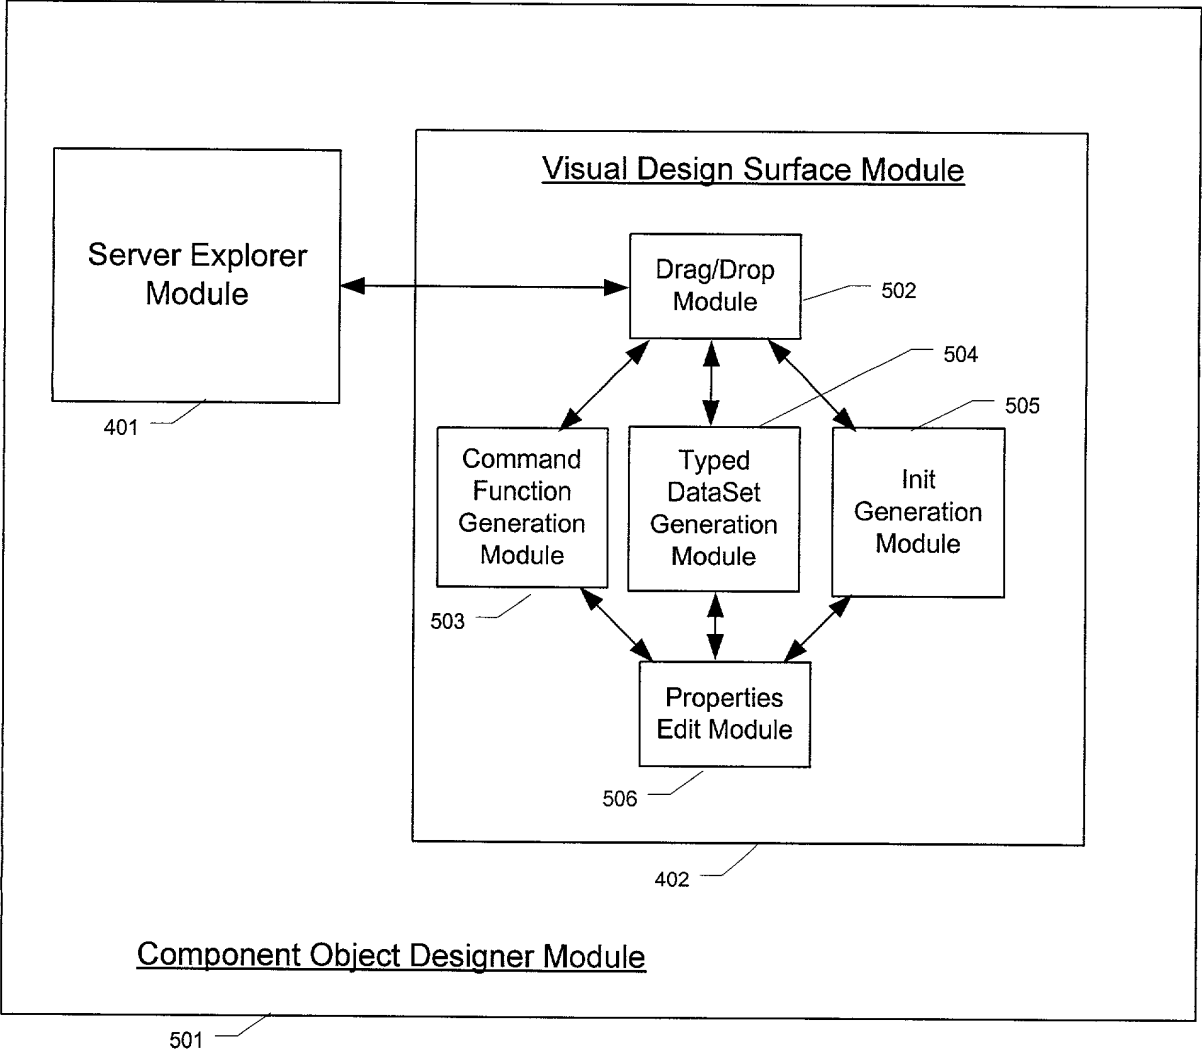 Visual Design Surface Module
Server Explorer
Module
Drag/Drop
Module
502
504
505
401
Command
Function
Generation
Module
Typed
DataSet
Generation
Module
Init
Generation
Module
503
Properties
Edit Module
506
402
Component Object Designer Module
501